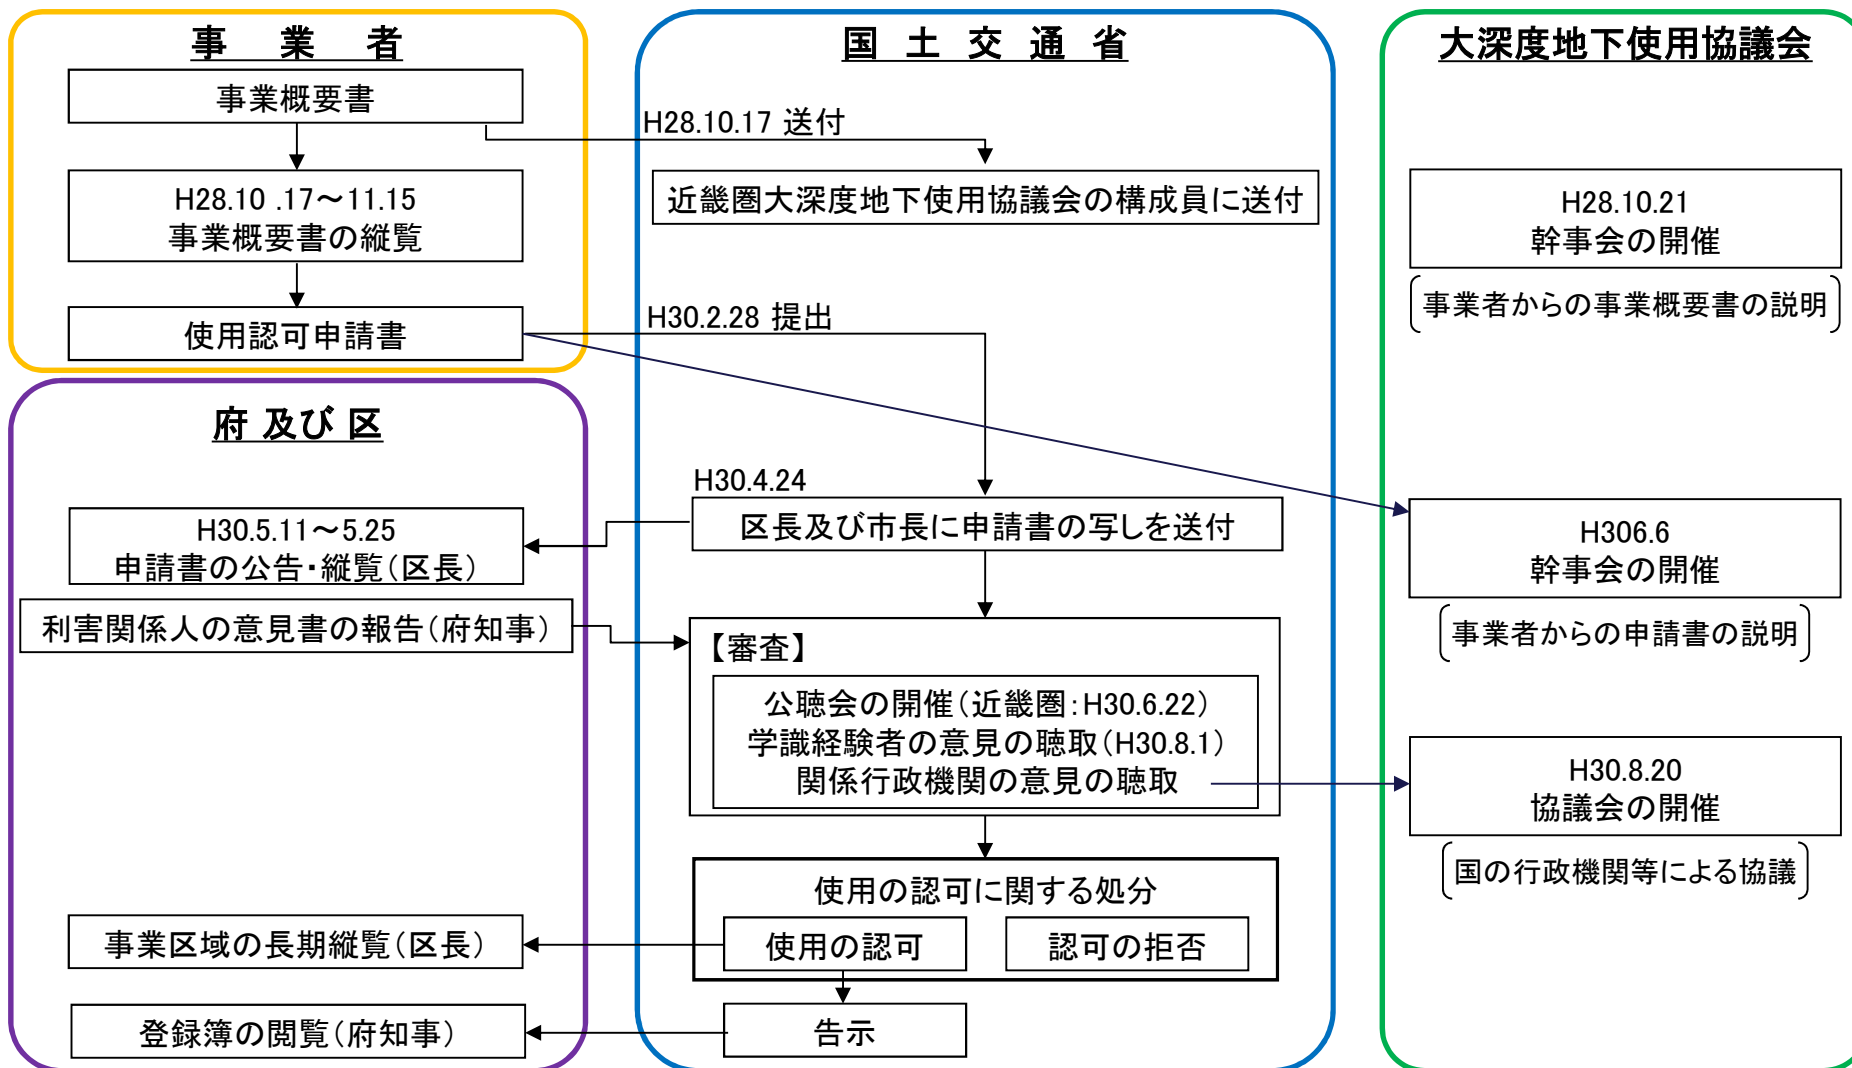 事 業 者
事業概要書
H28.10 .17～11.15
事業概要書の縦覧
使用認可申請書
府 及び 区
H30.5.11～5.25
申請書の公告・縦覧(区長)
利害関係人の意見書の報告(府知事)
事業区域の長期縦覧(区長)
登録簿の閲覧(府知事)
国 土 交 通 省
H28.10.17 送付
近畿圏大深度地下使用協議会の構成員に送付
H30.2.28 提出
H30.4.24
区長及び市長に申請書の写しを送付
【審査】
公聴会の開催(近畿圏:H30.6.22)
学識経験者の意見の聴取(H30.8.1)
関係行政機関の意見の聴取
使用の認可に関する処分
使用の認可
認可の拒否
告示
大深度地下使用協議会
H28.10.21
幹事会の開催
事業者からの事業概要書の説明
H306.6
幹事会の開催
事業者からの申請書の説明
H30.8.20
協議会の開催
国の行政機関等による協議